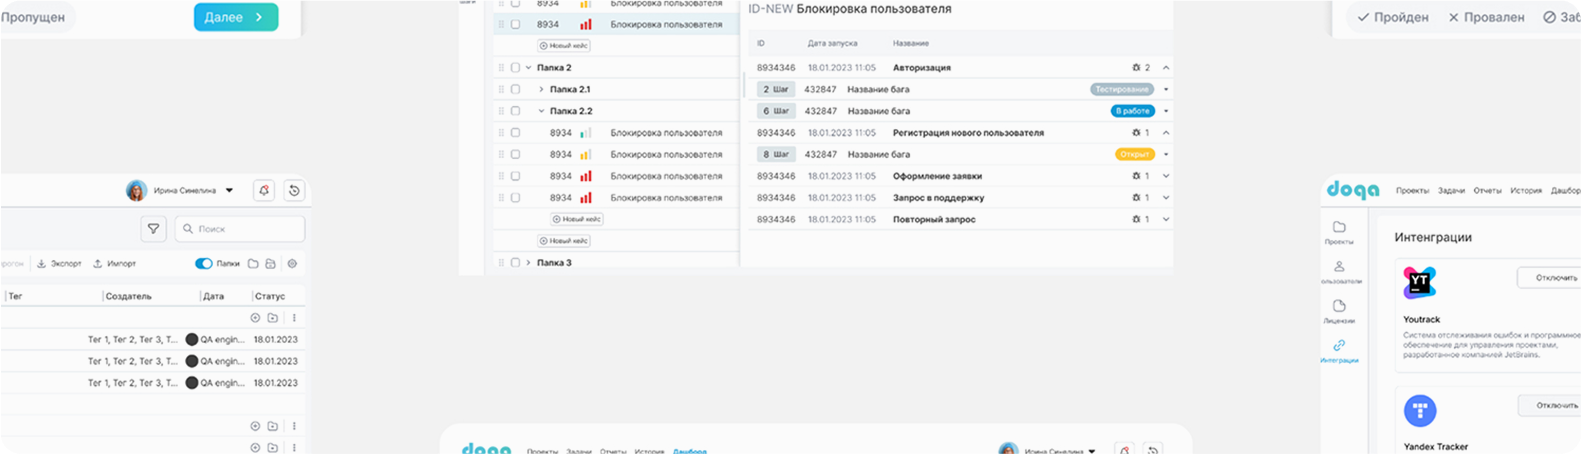 Пропущен
Далее
8934 Блокировка пользователя
Новый кейс
Папка 2
Папка 2.1
Папка 2.2
8934 Блокировка пользователя
8934 Блокировка пользователя
8934 Блокировка пользователя
8934 Блокировка пользователя
Новый кейс
Новый кейс
Папка 3
ID-NEW Блокировка пользователя
ID Дата запуска Название
8934346 18.01.2023 11:05 Авторизация 2
2 Шаг 432847 Название бага Тестирование
6 Шаг 432847 Название бага В работе
8934346 18.01.2023 11:05 Регистрация нового пользователя 1
8 Шаг 432847 Название бага Открыт
8934346 18.01.2023 11:05 Оформление заявки 1
8934346 18.01.2023 11:05 Запрос в поддержку 1
8934346 18.01.2023 11:05 Повторный запрос 1
Пройден Провален Заб
Ирина Синелина
Поиск
Экспорт Импорт Папки
Тег Создатель Дата Статус
Тег 1, Тег 2, Тег 3, Т... QA engin... 18.01.2023
Тег 1, Тег 2, Тег 3, Т... QA engin... 18.01.2023
Тег 1, Тег 2, Тег 3, Т... QA engin... 18.01.2023
doqa Проекты Задачи Отчеты История Дашбор
Проекты
ользователи
Лицензии
Интеграции
Интенграции
Отключить
Youtrack
Система отслеживания ошибок и программное
обеспечение для управления проектами,
разработанное компанией JetBrains.
Отключить
Yandex Tracker
doqa Проекты Задачи Отчеты История Дашборд Ирина Синелина